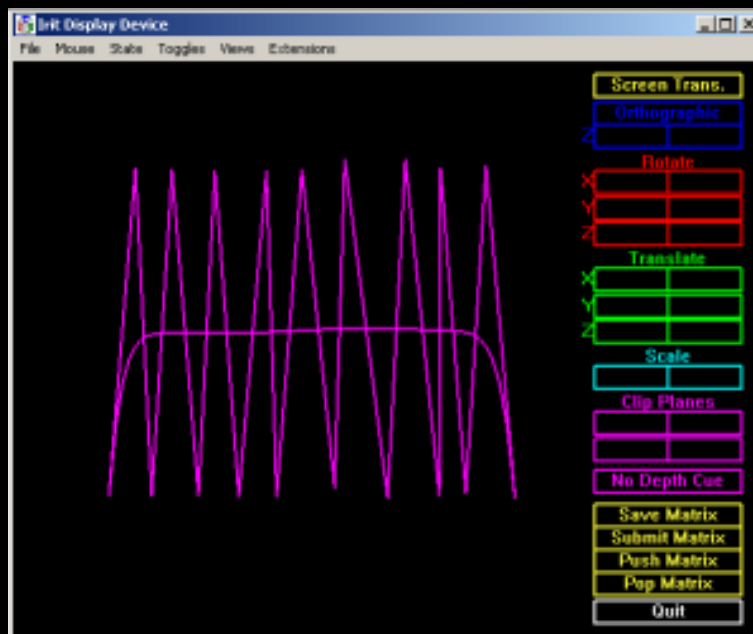 Irit Display Device
File Mouse State Toggles Views Extensions
Screen Trans.
Orthographic
Z
Rotate
X
Y
Z
Translate
X
Y
Z
Scale
Clip Planes
No Depth Cue
Save Matrix
Submit Matrix
Push Matrix
Pop Matrix
Quit